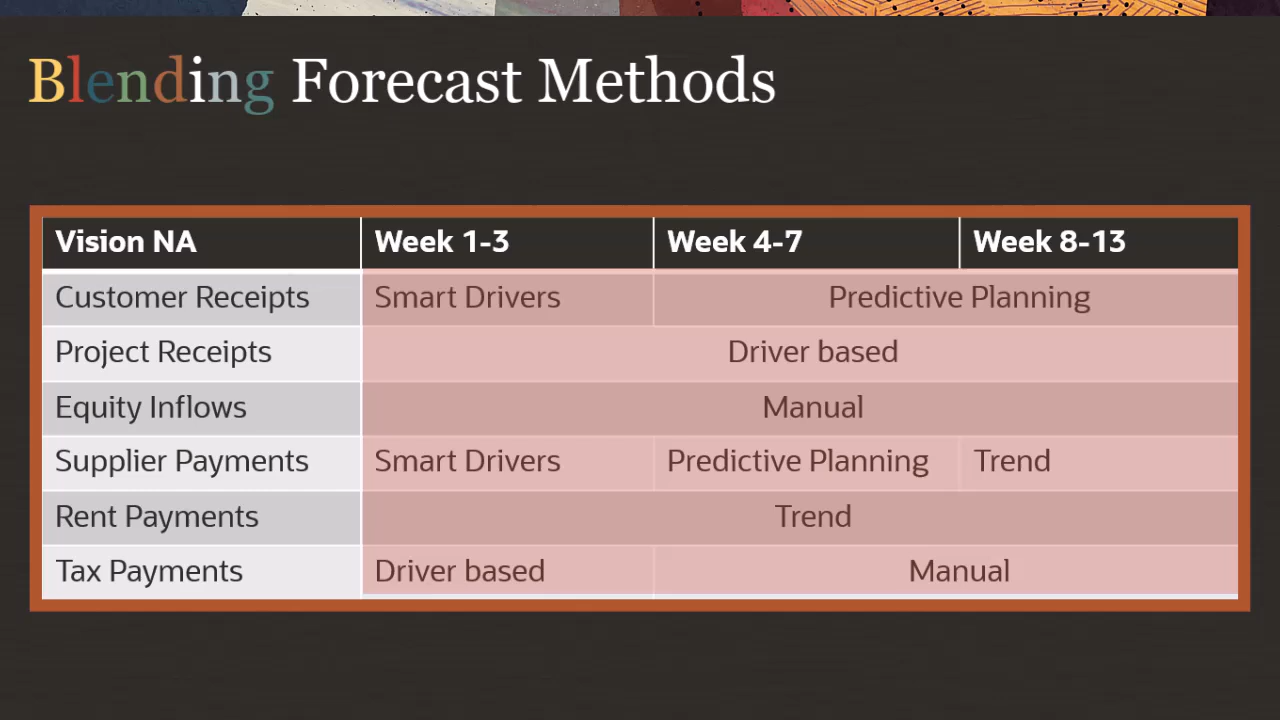 Blending Forecast Methods
Vision NA Week 1-3 Week 4-7 Week 8-13
Customer Receipts Smart Drivers Predictive Planning
Project Receipts Driver based
Equity Inflows Manual
Supplier Payments Smart Drivers Predictive Planning Trend
Rent Payments Trend
Tax Payments Driver based Manual